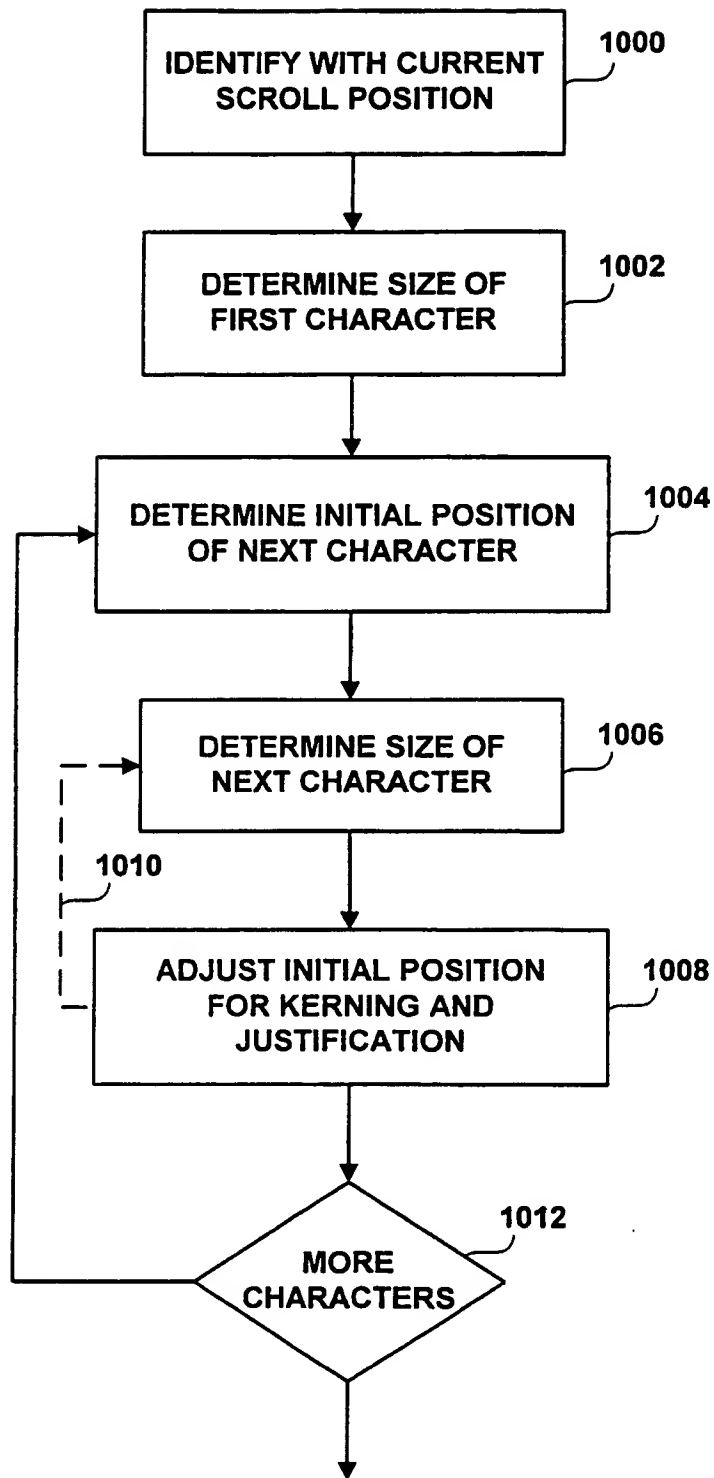 IDENTIFY WITH CURRENT
SCROLL POSITION
1000
DETERMINE SIZE OF
FIRST CHARACTER
1002
DETERMINE INITIAL POSITION
OF NEXT CHARACTER
1004
DETERMINE SIZE OF
NEXT CHARACTER
1006
1010
ADJUST INITIAL POSITION
FOR KERNING AND
JUSTIFICATION
1008
MORE
CHARACTERS
1012